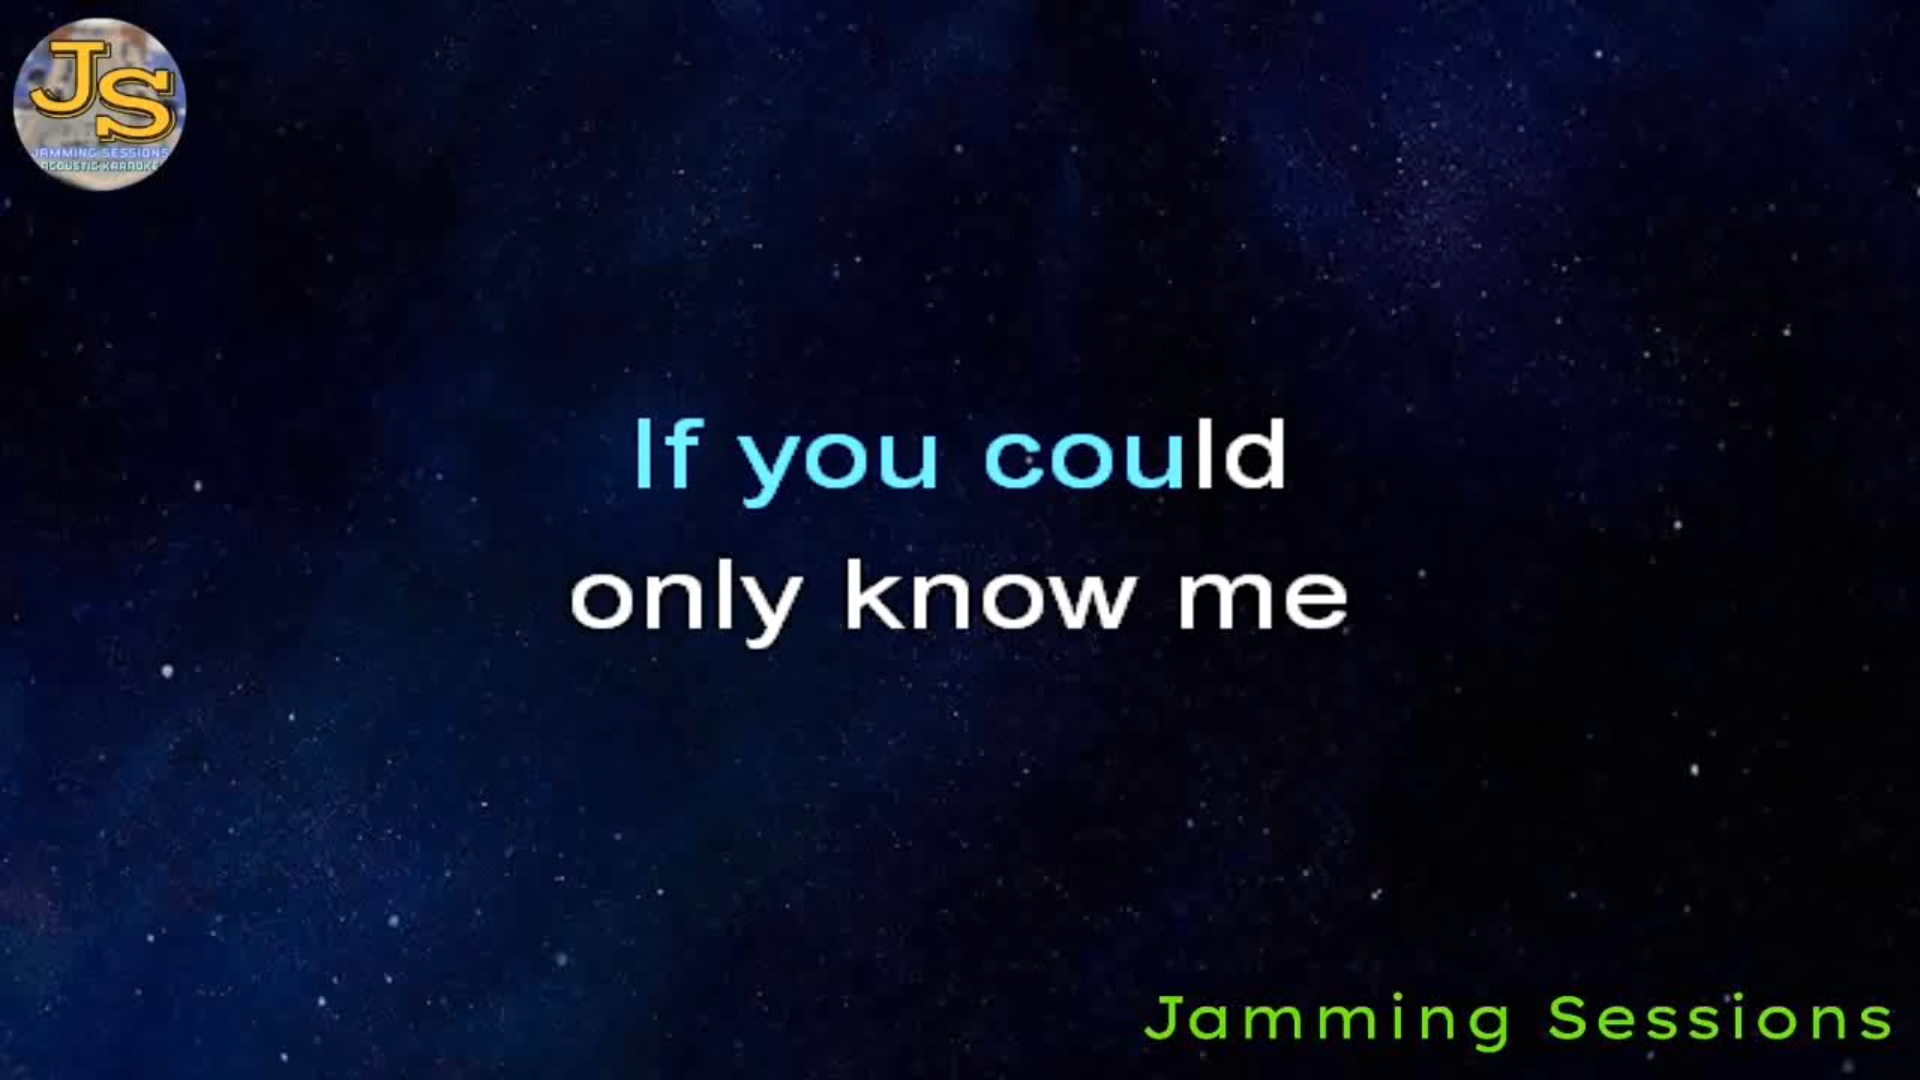 JS
JAMMING SESSIONS
ACOUSTIC KARAOKE
If you could
only know me
Jamming Sessions